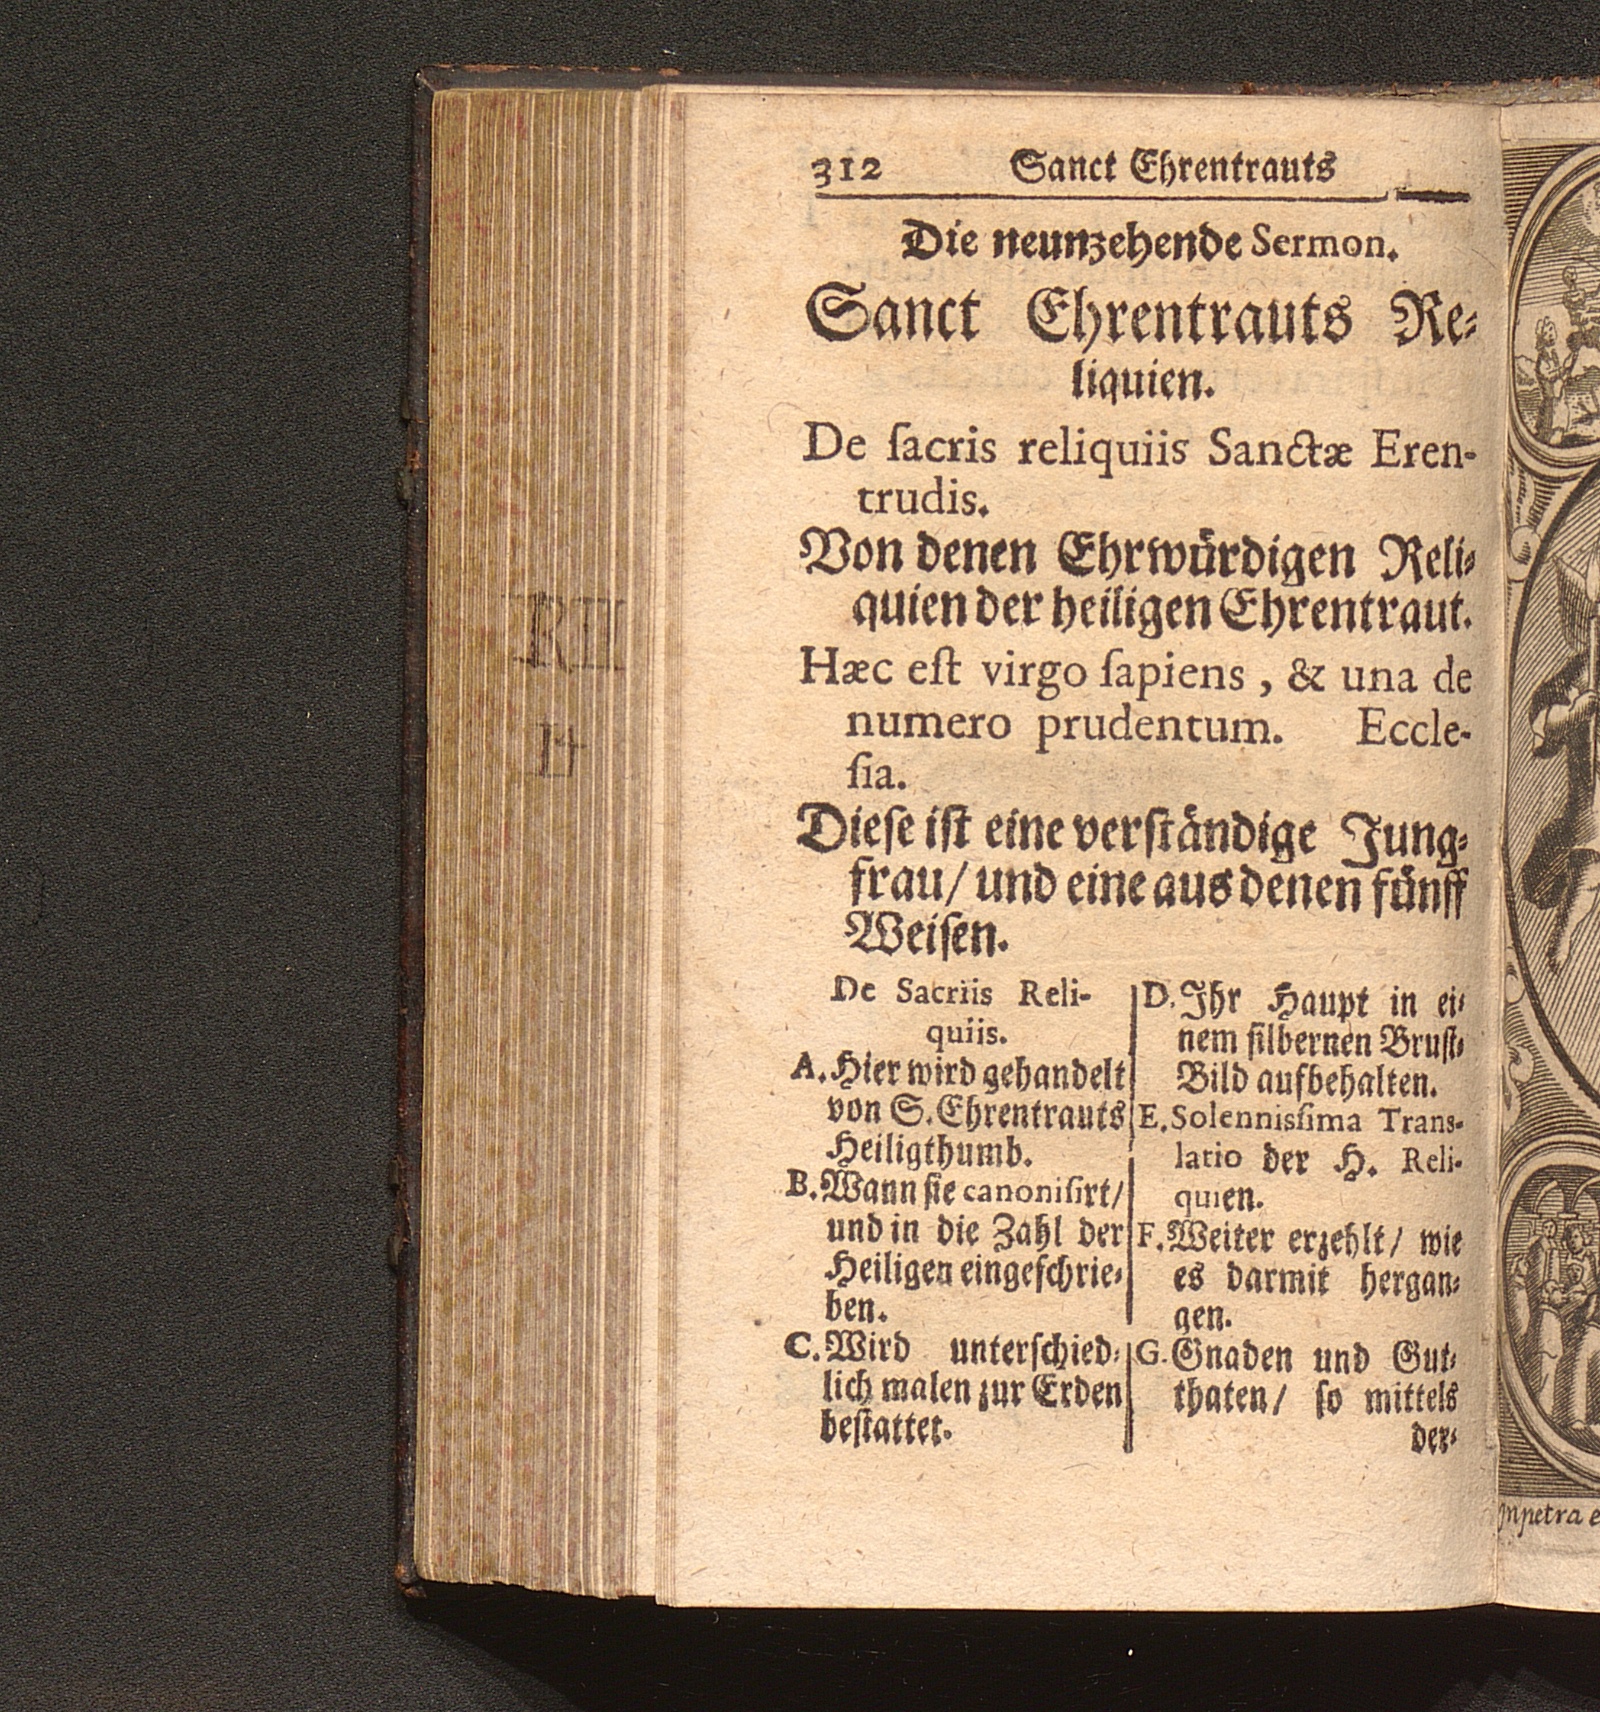 312 Sanct Ehrentrauts
Die neunzehende Sermon.
Sanct Ehrentrauts Re⸗
liquien.
De ſacris reliquiis Sanctæ Eren-
trudis.
Von denen Ehrwürdigen Reli⸗
quien der heiligen Ehrentraut.
Hæc eſt virgo ſapiens, & una de
numero prudentum. Eccle-
ſia.
Dieſe iſt eine verſtändige Jung⸗
frau/ und eine aus denen fünff
Weiſen.
De Sacriis Reli-
quiis.
A. Hier wird gehandelt
von S. Ehrentrauts
Heiligthumb.
B. Wann ſie canoniſirt/
und in die Zahl der
Heiligen eingeſchrie⸗
ben.
C. Wird unterſchied⸗
lich malen zur Erden
beſtattet.
D. Ihr Haupt in ei⸗
nem ſilbernen Bruſt⸗
Bild aufbehalten.
E. Solennisſima Trans-
latio der H. Reli-
quien.
F. Weiter erzehlt/ wie
es darmit hergan⸗
gen.
G. Gnaden und Gut⸗
thaten/ ſo mittels
der⸗
RII